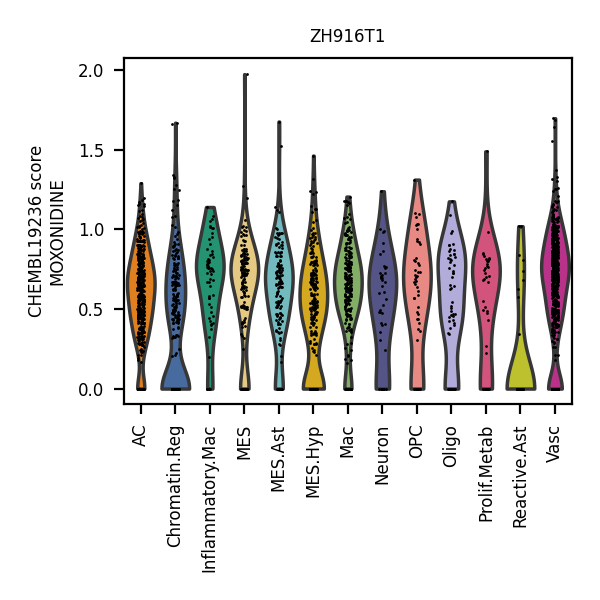 ZH916T1
CHEMBL19236 score
MOXONIDINE
2.0
1.5
1.0
0.5
0.0
AC
Chromatin.Reg
Inflammatory.Mac
MES
MES.Ast
MES.Hyp
Mac
Neuron
OPC
Oligo
Prolif.Metab
Reactive.Ast
Vasc